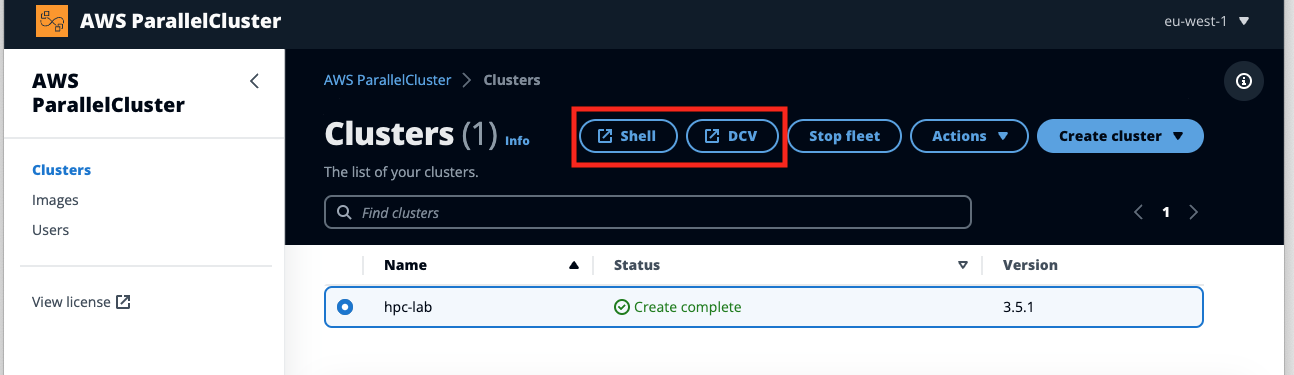 AWS ParallelCluster
eu-west-1
AWS
ParallelCluster
Clusters
Images
Users
View license
AWS ParallelCluster > Clusters
Clusters (1) Info
Shell
DCV
Stop fleet
Actions
Create cluster
The list of your clusters.
Find clusters
1
Name Status Version
hpc-lab Create complete 3.5.1